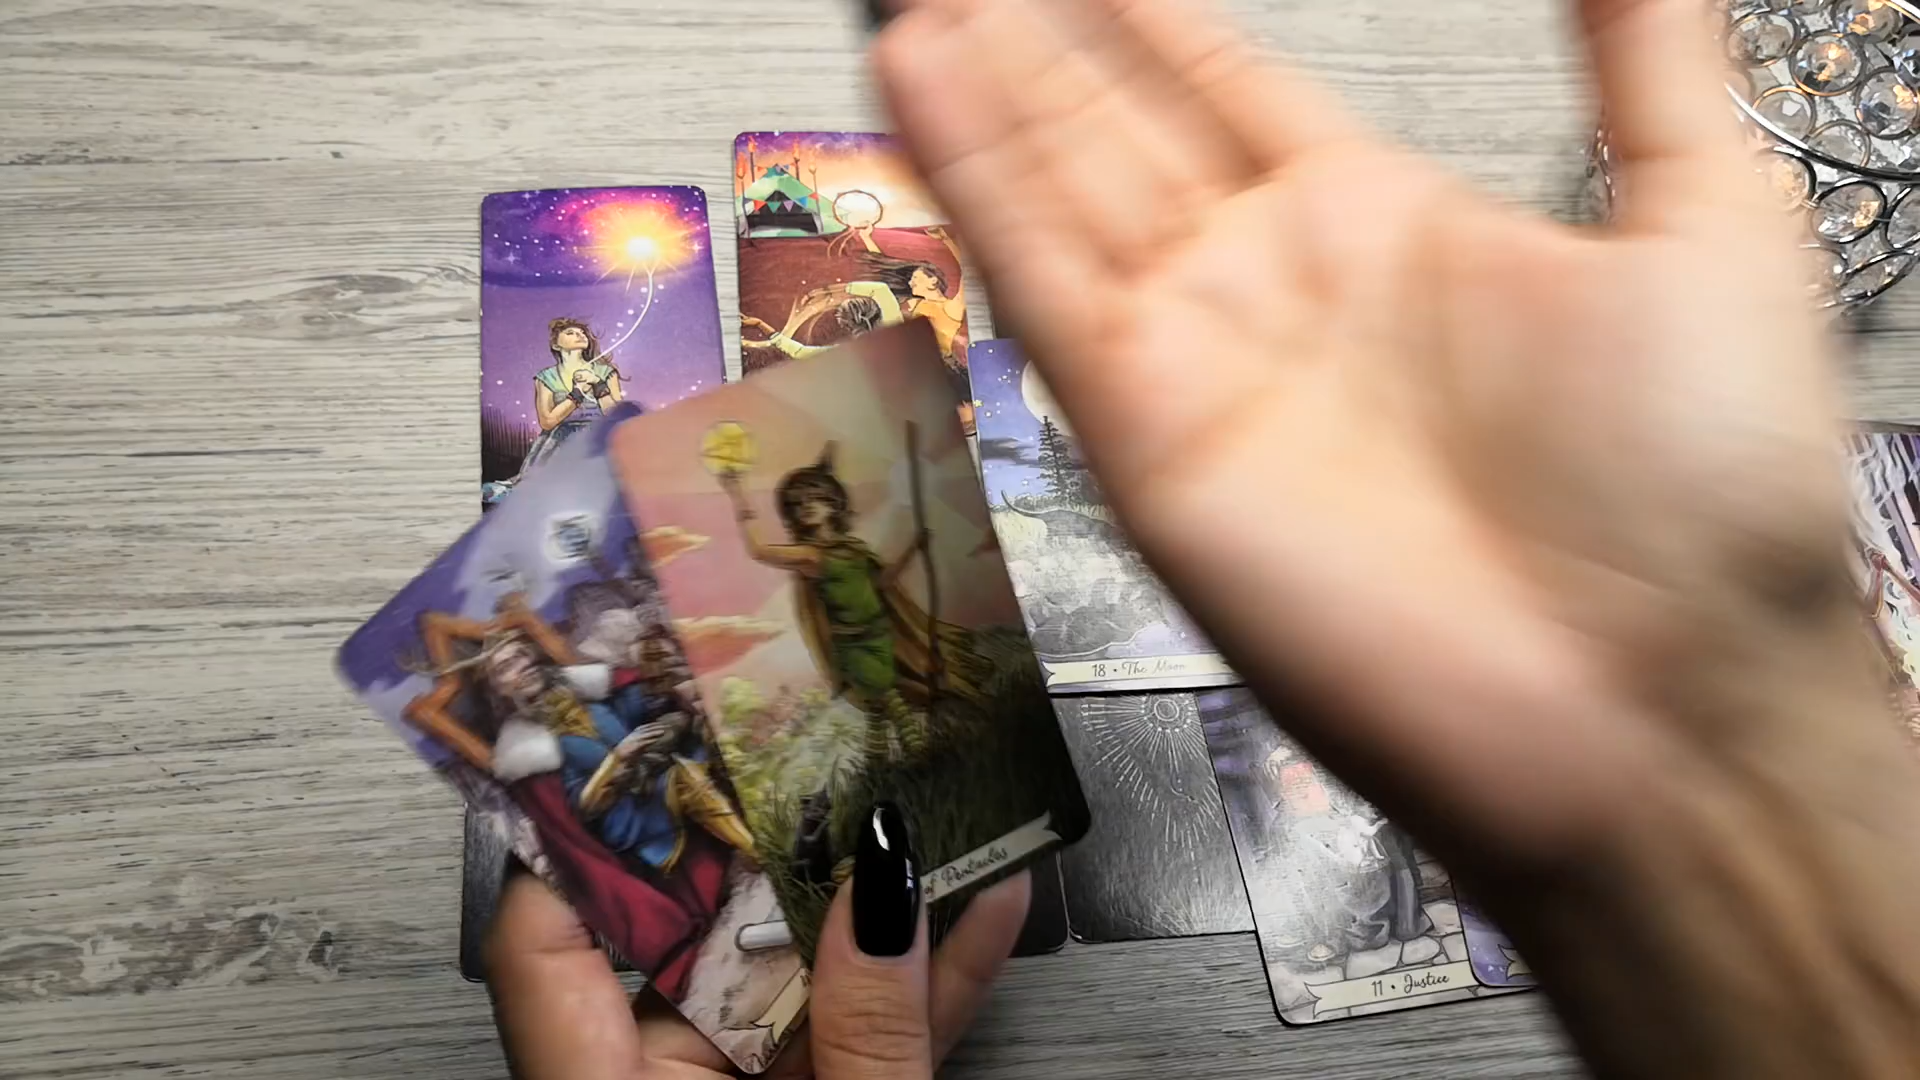 18 • The Moon
of Pentacles
11 • Justice